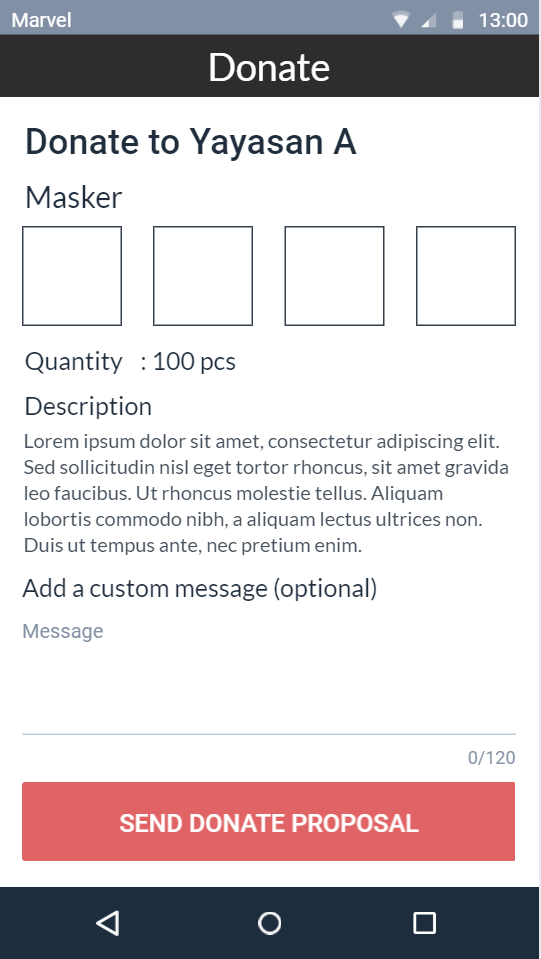 Marvel 13:00
Donate
Donate to Yayasan A
Masker
Quantity : 100 pcs
Description
Lorem ipsum dolor sit amet, consectetur adipiscing elit.
Sed sollicitudin nisl eget tortor rhoncus, sit amet gravida
leo faucibus. Ut rhoncus molestie tellus. Aliquam
lobortis commodo nibh, a aliquam lectus ultrices non.
Duis ut tempus ante, nec pretium enim.
Add a custom message (optional)
Message
0/120
SEND DONATE PROPOSAL